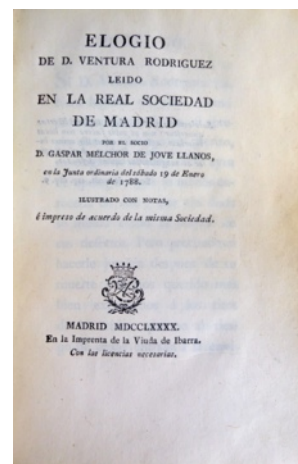 ELOGIO
DE D. VENTURA RODRIGUEZ
LEIDO
EN LA REAL SOCIEDAD
DE MADRID
POR EL SOCIO
D. GASPAR MELCHOR DE JOVE LLANOS,
en la Junta ordinaria del sábado 19 de Enero
de 1788.
ILUSTRADO CON NOTAS,
é Impreso de acuerdo de la misma Sociedad.
MADRID MDCCLXXXX.
En la Imprenta de la Viuda de Ibarra.
Con las licencias necesarias.